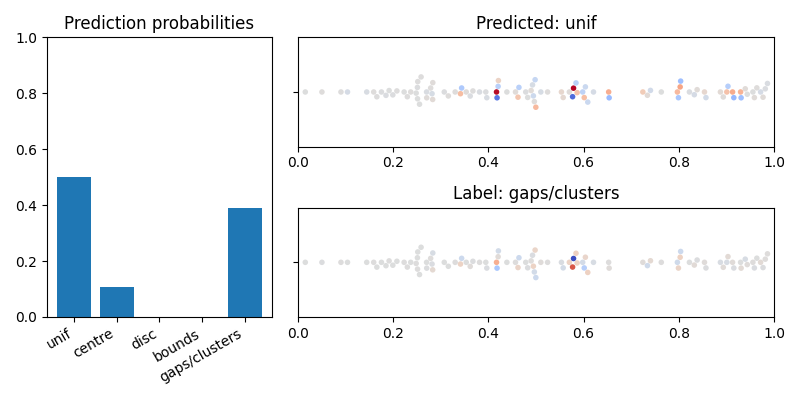 Prediction probabilities
1.0
0.8
0.6
0.4
0.2
0.0
unif
centre
disc
bounds
gaps/clusters
Predicted: unif
0.0 0.2 0.4 0.6 0.8 1.0
Label: gaps/clusters
0.0 0.2 0.4 0.6 0.8 1.0